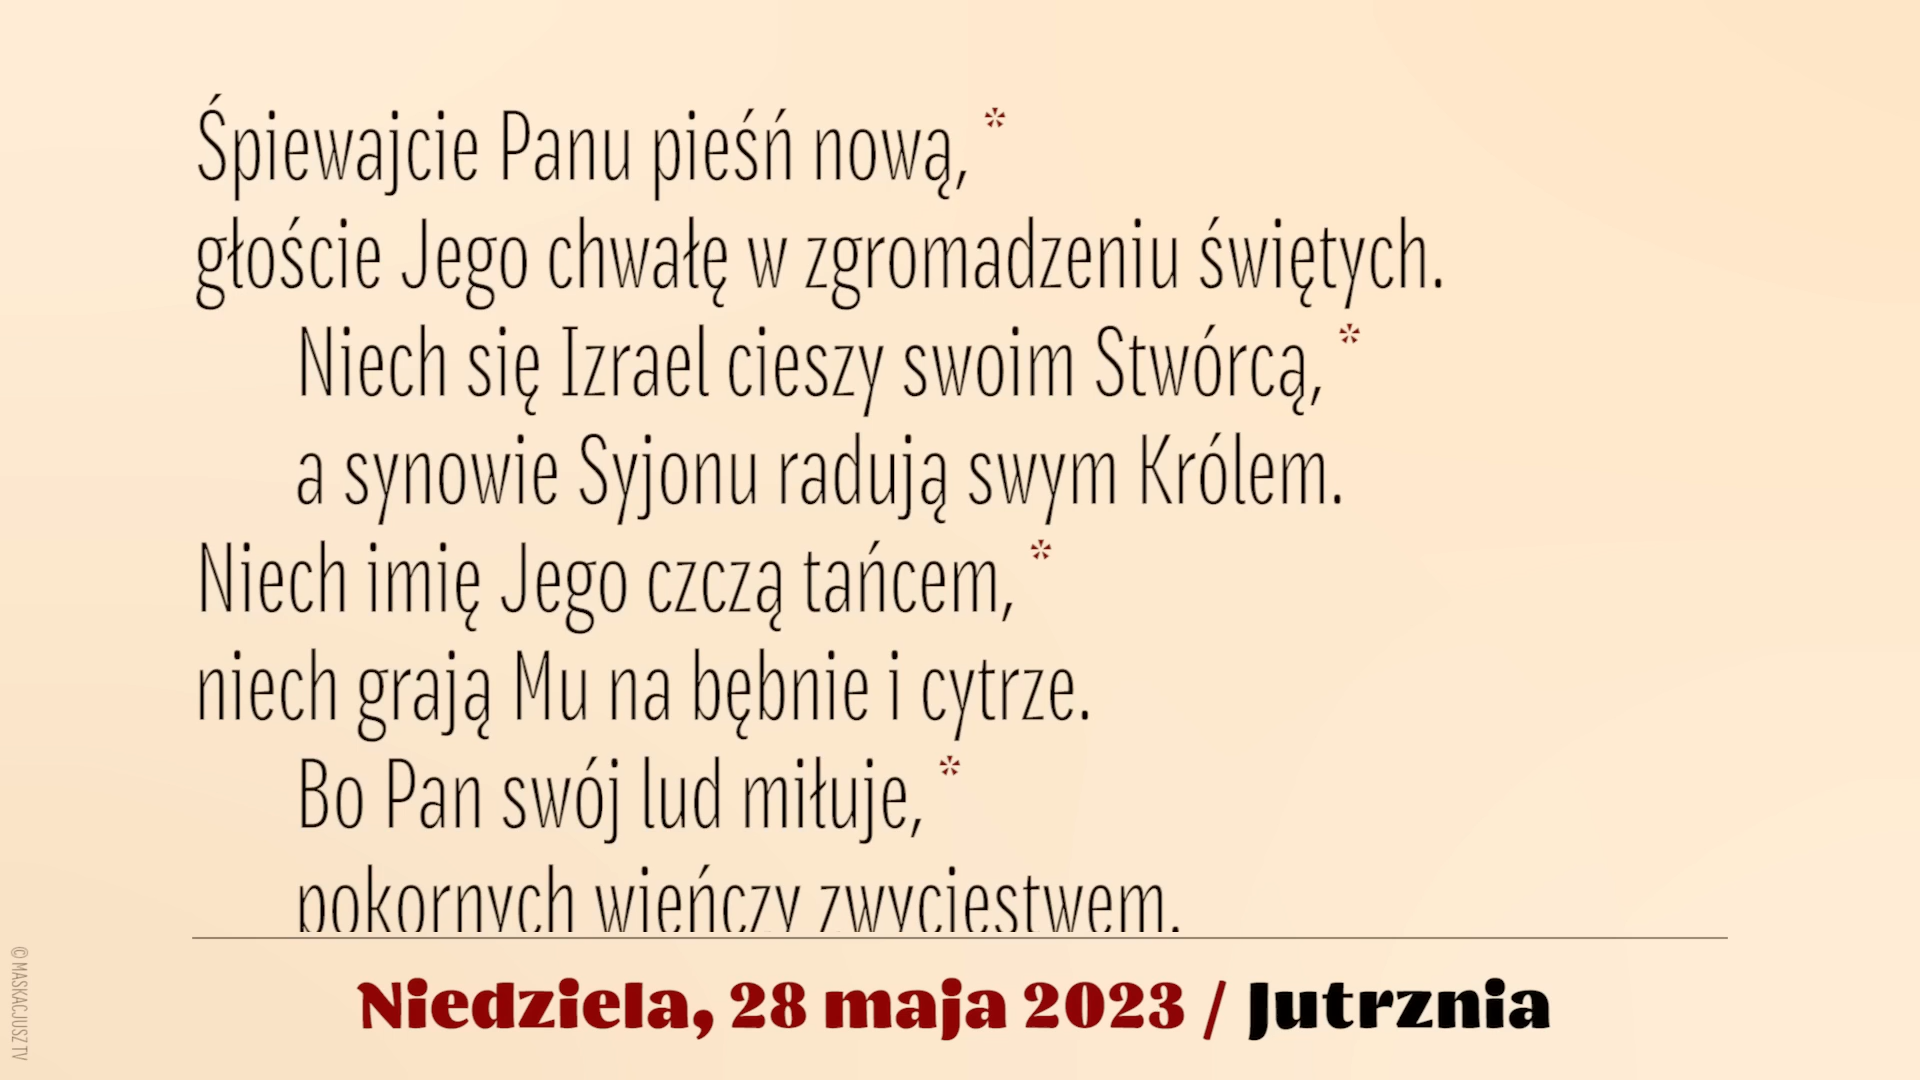 Śpiewajcie Panu pieśń nową, *
głoście Jego chwałę w zgromadzeniu świętych.
Niech się Izrael cieszy swoim Stwórcą, *
a synowie Syjonu radują swym Królem.
Niech imię Jego czczą tańcem, *
niech grają Mu na bębnie i cytrze.
Bo Pan swój lud miłuje, *
pokornych wieńczy zwycięstwem.
Niedziela, 28 maja 2023 / Jutrznia
© MASKACJUSZ TV